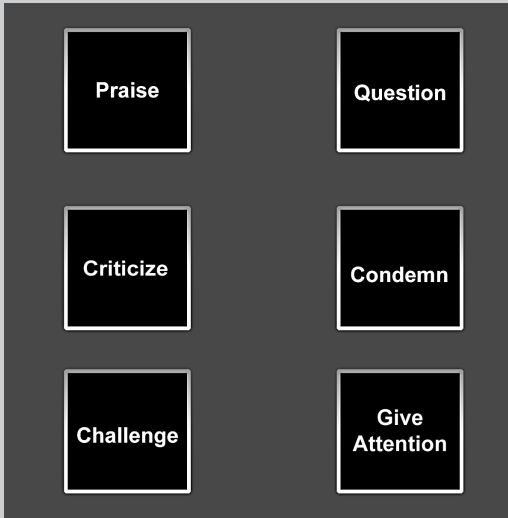 Praise
Question
Criticize
Condemn
Challenge
Give
Attention